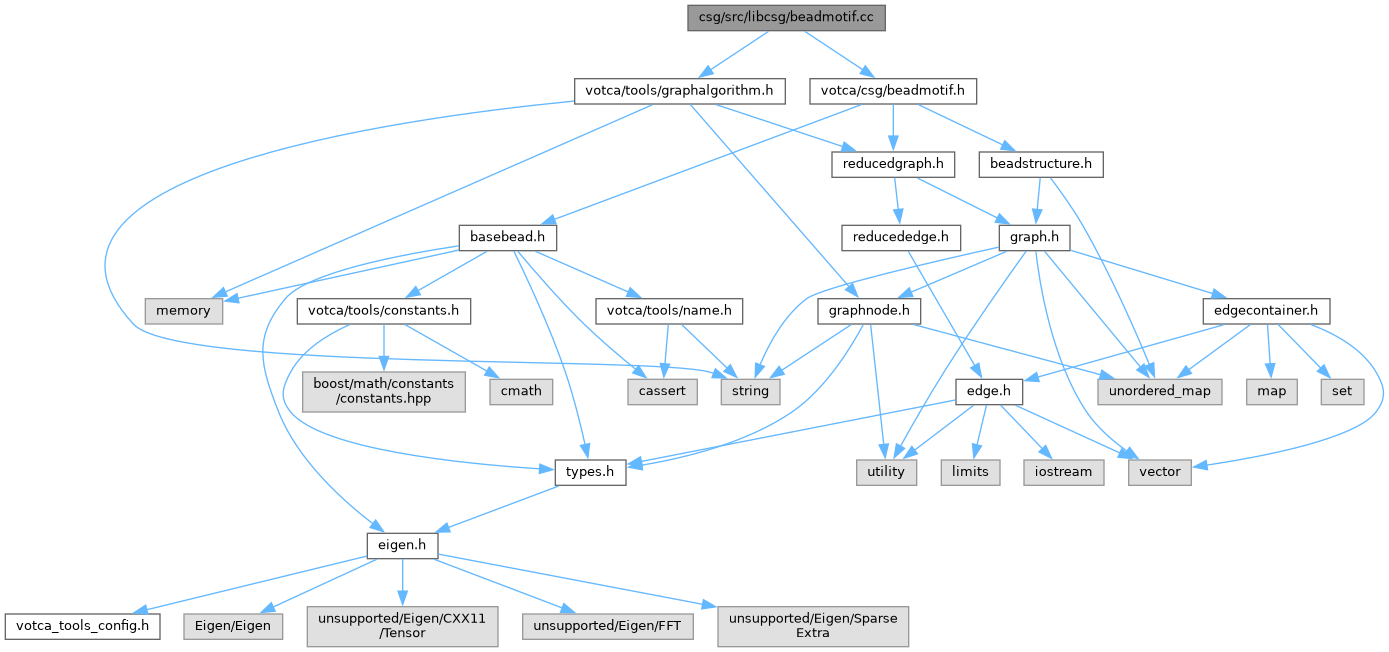 csg/src/libcsg/beadmotif.cc
votca/tools/graphalgorithm.h
votca/csg/beadmotif.h
reducedgraph.h
beadstructure.h
basebead.h
reducededge.h
graph.h
memory
votca/tools/constants.h
votca/tools/name.h
graphnode.h
edgecontainer.h
boost/math/constants
/constants.hpp
cmath
cassert
string
edge.h
unordered_map
map
set
types.h
utility
limits
iostream
vector
eigen.h
votca_tools_config.h
Eigen/Eigen
unsupported/Eigen/CXX11
/Tensor
unsupported/Eigen/FFT
unsupported/Eigen/Sparse
Extra